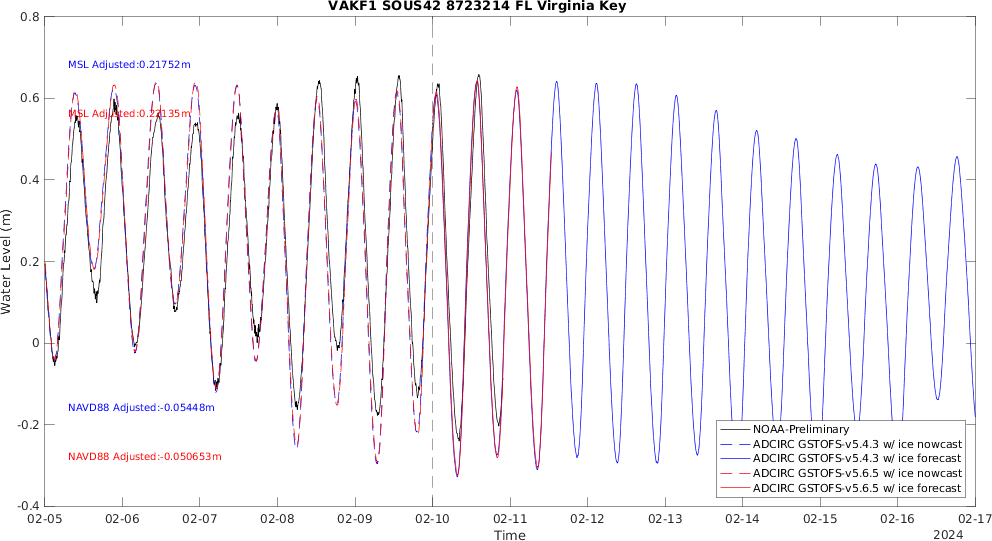 VAKF1 SOUS42 8723214 FL Virginia Key
0.8
0.6
0.4
0.2
0
-0.2
-0.4
Water Level (m)
MSL Adjusted:0.21752m
MSL Adjusted:0.22135m
NAVD88 Adjusted:-0.05448m
NAVD88 Adjusted:-0.050653m
NOAA-Preliminary
ADCIRC GSTOFS-v5.4.3 w/ ice nowcast
ADCIRC GSTOFS-v5.4.3 w/ ice forecast
ADCIRC GSTOFS-v5.6.5 w/ ice nowcast
ADCIRC GSTOFS-v5.6.5 w/ ice forecast
02-05 02-06 02-07 02-08 02-09 02-10 02-11 02-12 02-13 02-14 02-15 02-16 02-17
Time
2024